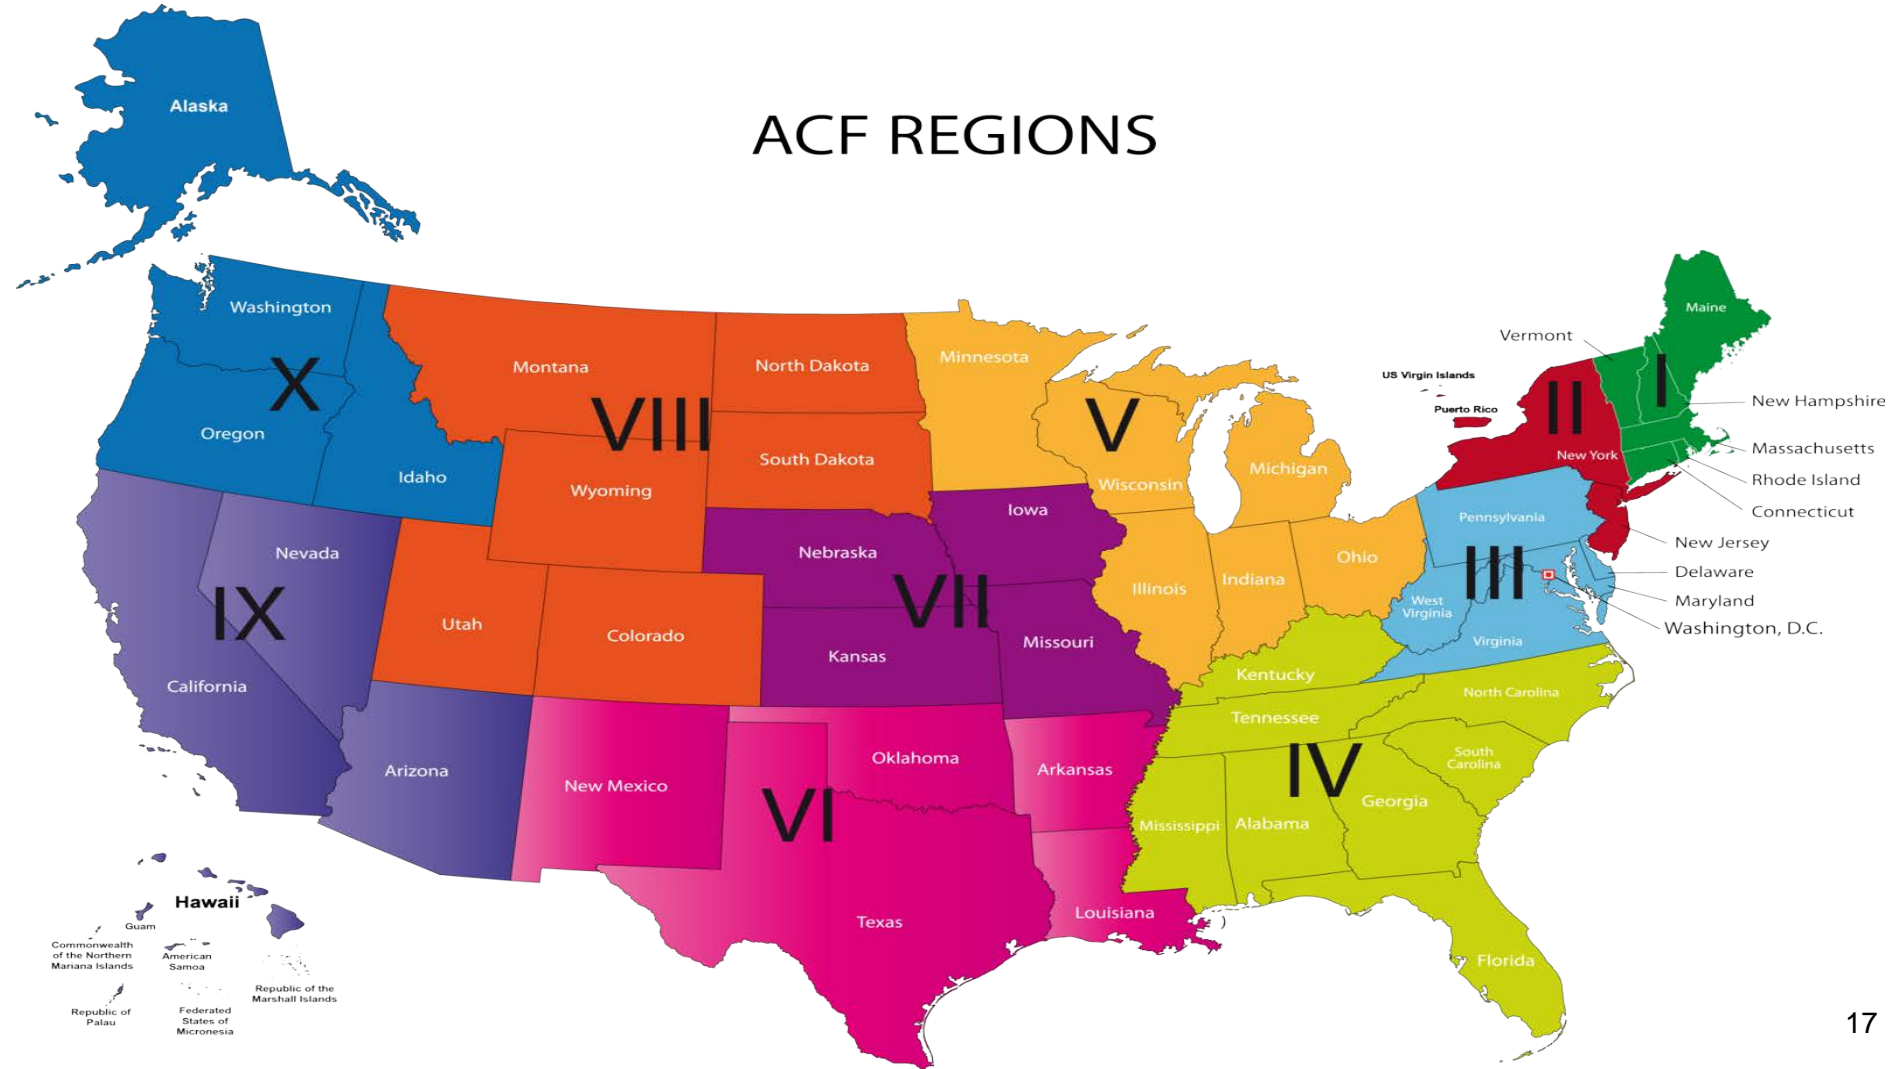 Alaska
ACF REGIONS
Washington
Montana
North Dakota
Minnesota
Maine
Vermont
X
VIII
V
US Virgin Islands
II
I
Puerto Rico
New Hampshire
Oregon
Idaho
Wyoming
South Dakota
Wisconsin
Michigan
New York
Massachusetts
Rhode Island
Connecticut
Iowa
Pennsylvania
New Jersey
Nevada
Nebraska
Ohio
III
Delaware
IX
VII
Illinois
Indiana
West
Virginia
Maryland
Washington, D.C.
Utah
Colorado
Kansas
Missouri
Virginia
California
Kentucky
North Carolina
Tennessee
Arizona
New Mexico
Oklahoma
Arkansas
IV
South
Carolina
VI
Georgia
Mississippi
Alabama
Hawaii
Texas
Louisiana
Florida
Guam
Commonwealth
of the Northern
Mariana Islands
American
Samoa
Republic of the
Marshall Islands
Republic of
Palau
Federated
States of
Micronesia
17